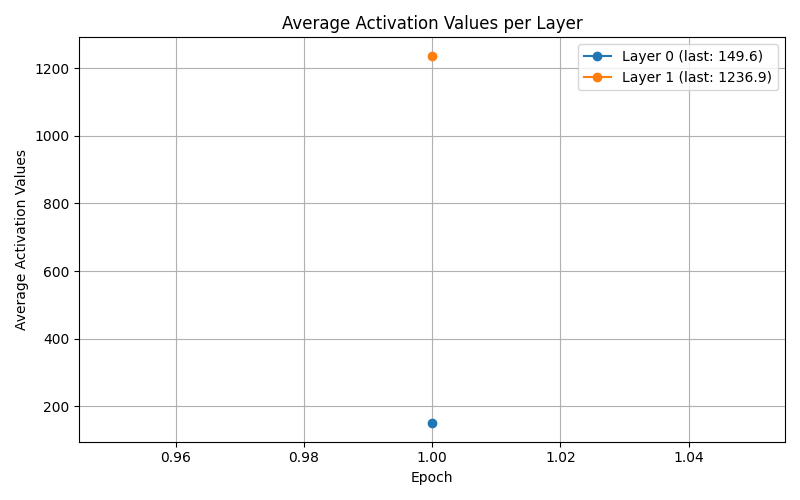 Average Activation Values per Layer
Layer 0 (last: 149.6)
Layer 1 (last: 1236.9)
1200
1000
800
600
400
200
Average Activation Values
0.96 0.98 1.00 1.02 1.04
Epoch